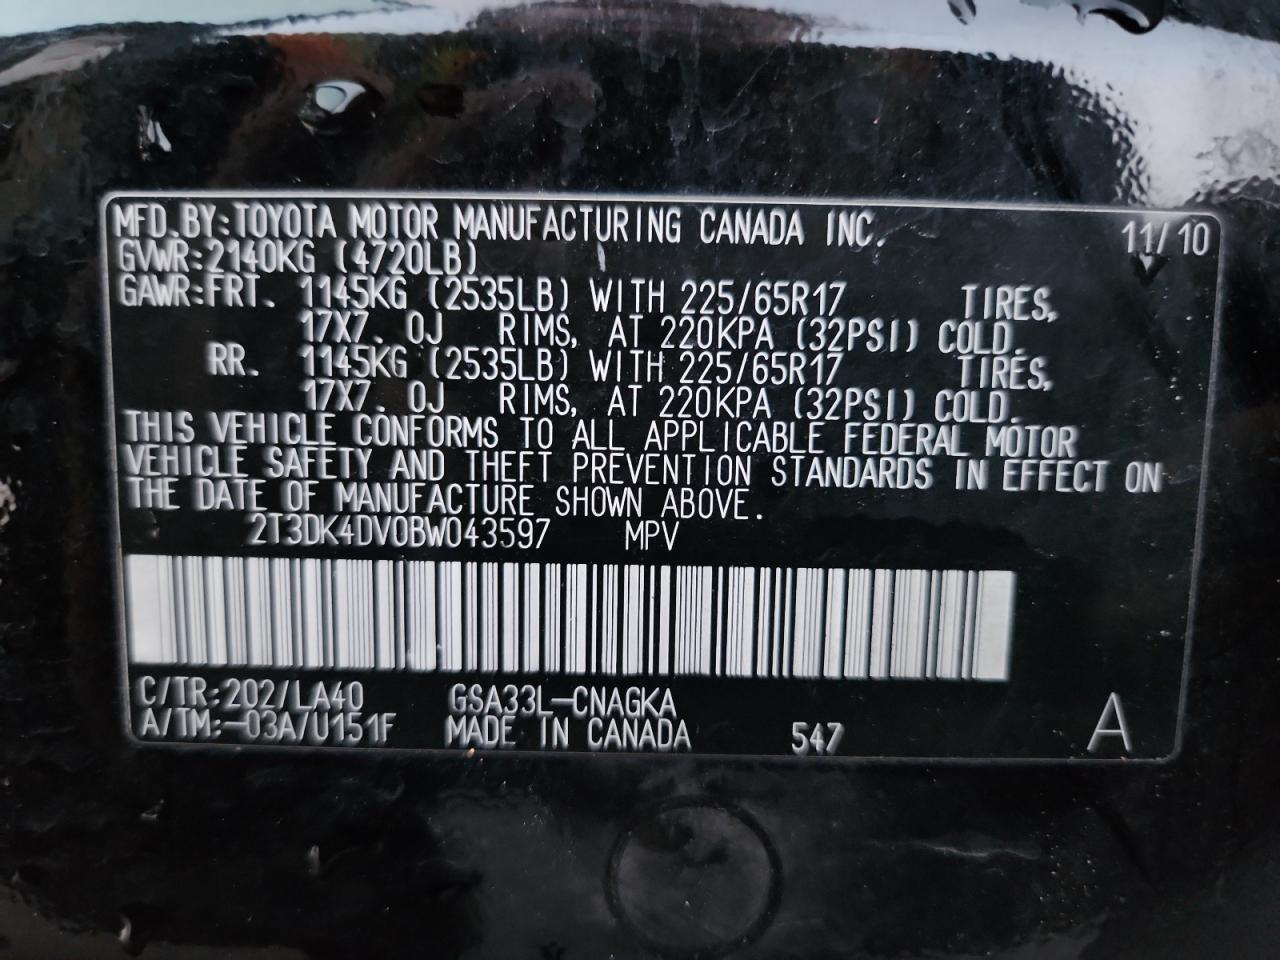 MFD.BY:TOYOTA MOTOR MANUFACTURING CANADA INC. 11/10
GVWR:2140KG (4720LB)
GAWR:FRT. 1145KG (2535LB) WITH 225/65R17 TIRES,
17X7.0J RIMS, AT 220KPA (32PSI) COLD.
RR. 1145KG (2535LB) WITH 225/65R17 TIRES,
17X7.0J RIMS, AT 220KPA (32PSI) COLD.
THIS VEHICLE CONFORMS TO ALL APPLICABLE FEDERAL MOTOR
VEHICLE SAFETY AND THEFT PREVENTION STANDARDS IN EFFECT ON
THE DATE OF MANUFACTURE SHOWN ABOVE.
2T3DK4DV0BW043597 MPV
C/TR:202/LA40 GSA33L-CNAGKA
A/TM:-03A/U151F MADE IN CANADA 547 A